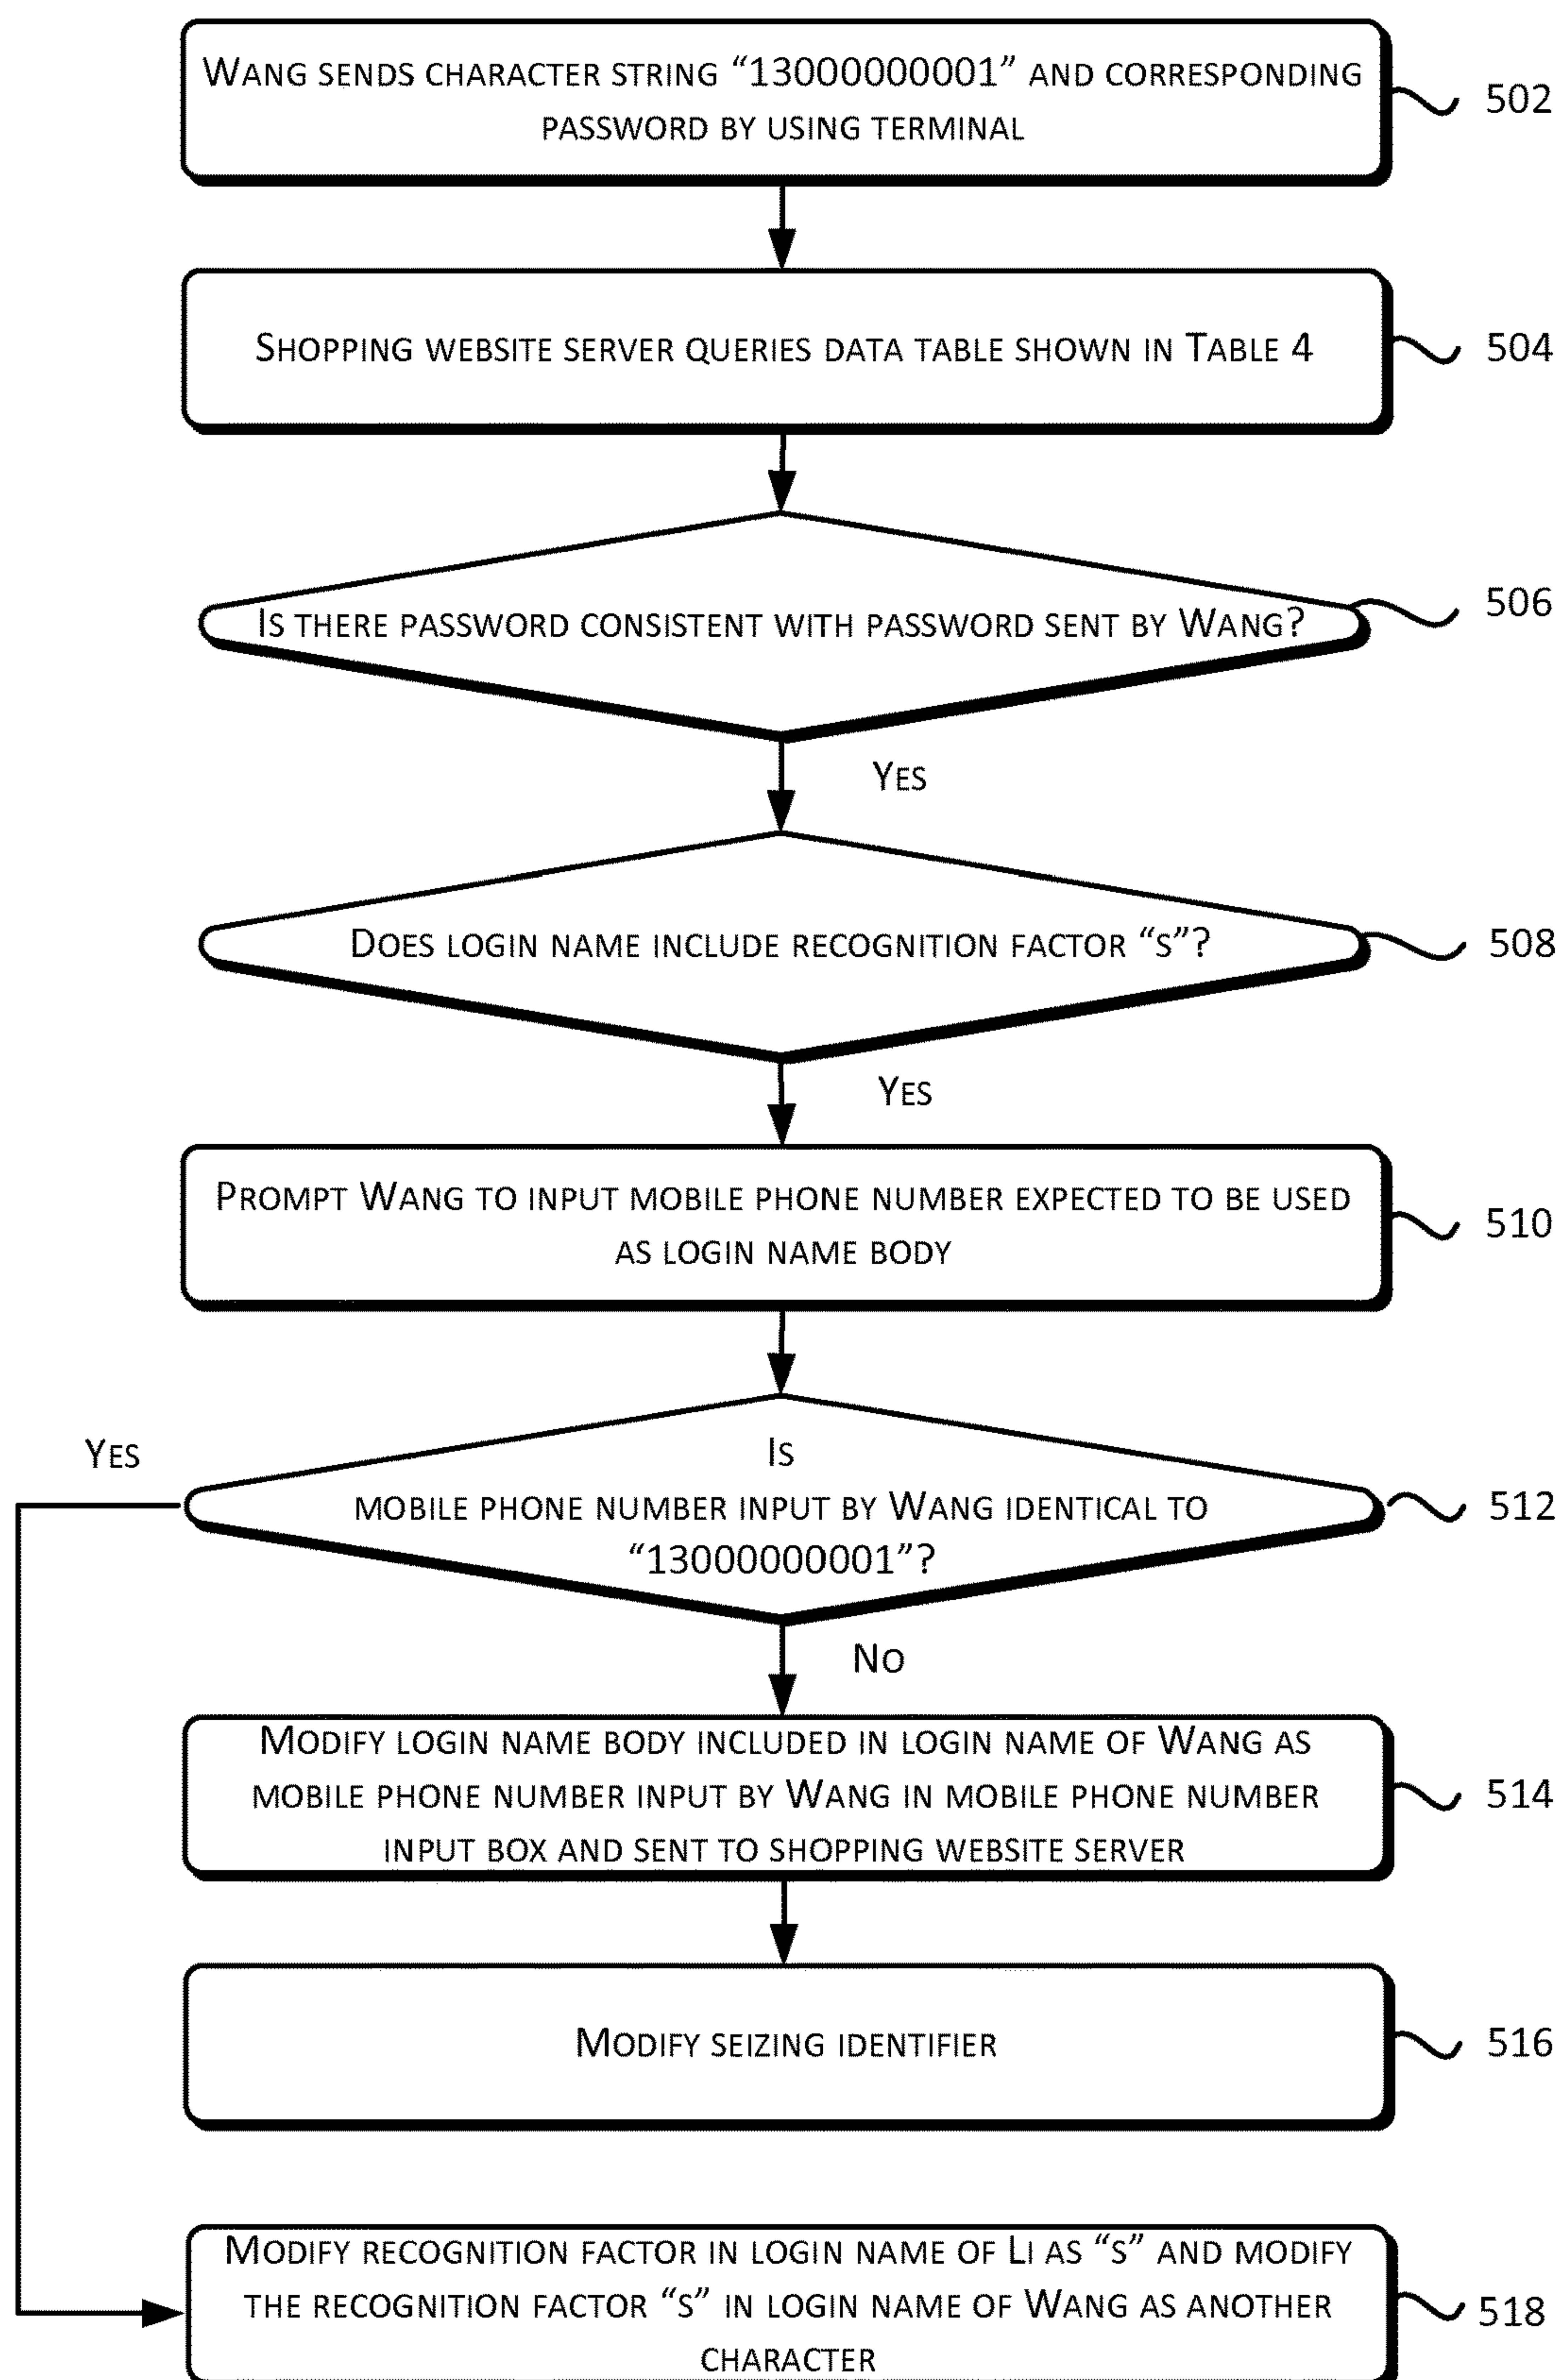 WANG SENDS CHARACTER STRING “13000000001” AND CORRESPONDING
PASSWORD BY USING TERMINAL
502
SHOPPING WEBSITE SERVER QUERIES DATA TABLE SHOWN IN TABLE 4
504
IS THERE PASSWORD CONSISTENT WITH PASSWORD SENT BY WANG?
506
YES
DOES LOGIN NAME INCLUDE RECOGNITION FACTOR “S”?
508
YES
PROMPT WANG TO INPUT MOBILE PHONE NUMBER EXPECTED TO BE USED
AS LOGIN NAME BODY
510
YES
IS
MOBILE PHONE NUMBER INPUT BY WANG IDENTICAL TO
“13000000001”?
512
NO
MODIFY LOGIN NAME BODY INCLUDED IN LOGIN NAME OF WANG AS
MOBILE PHONE NUMBER INPUT BY WANG IN MOBILE PHONE NUMBER
INPUT BOX AND SENT TO SHOPPING WEBSITE SERVER
514
MODIFY SEIZING IDENTIFIER
516
MODIFY RECOGNITION FACTOR IN LOGIN NAME OF LI AS “S” AND MODIFY
THE RECOGNITION FACTOR “S” IN LOGIN NAME OF WANG AS ANOTHER
CHARACTER
518